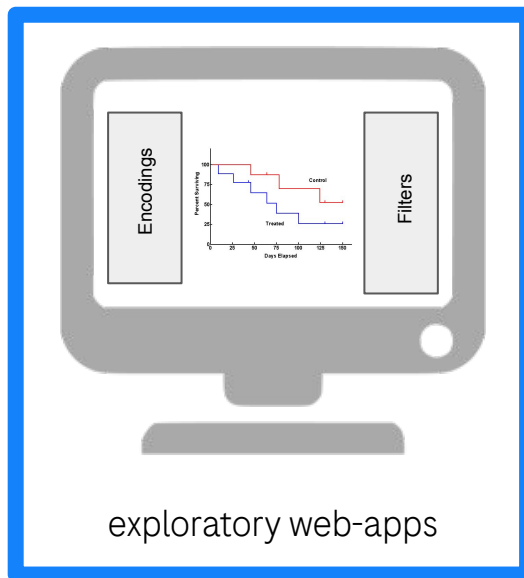 Encodings
Percent Surviving
100
75
50
25
0
Control
Treated
0 25 50 75 100 125 150
Days Elapsed
Filters
exploratory web-apps